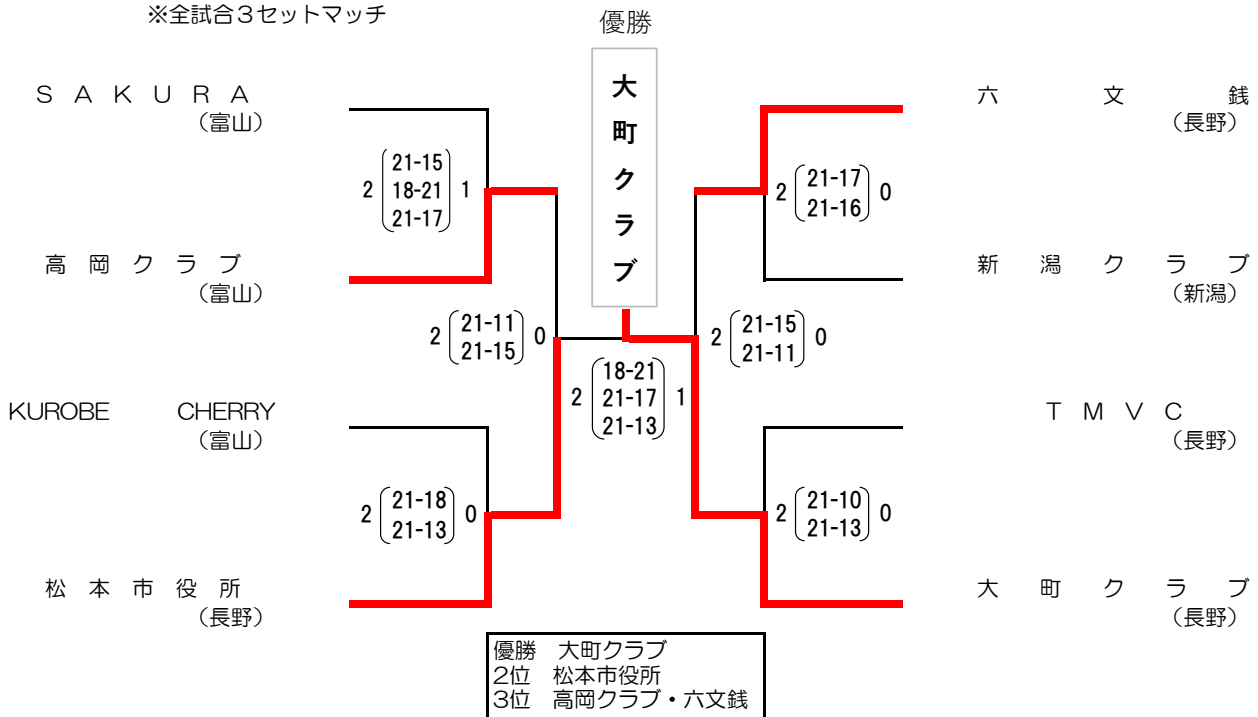 ※全試合3セットマッチ
優勝
大町クラブ
SAKURA
(富山)
2 21-15 1
18-21
21-17
高岡クラブ
(富山)
2 21-11 0
21-15
KUROBE CHERRY
(富山)
2 21-18 0
21-13
松本市役所
(長野)
2 18-21 1
21-17
21-13
六文銭
(長野)
2 21-17 0
21-16
新潟クラブ
(新潟)
2 21-15 0
21-11
TMVC
(長野)
2 21-10 0
21-13
大町クラブ
(長野)
優勝 大町クラブ
2位 松本市役所
3位 高岡クラブ・六文銭